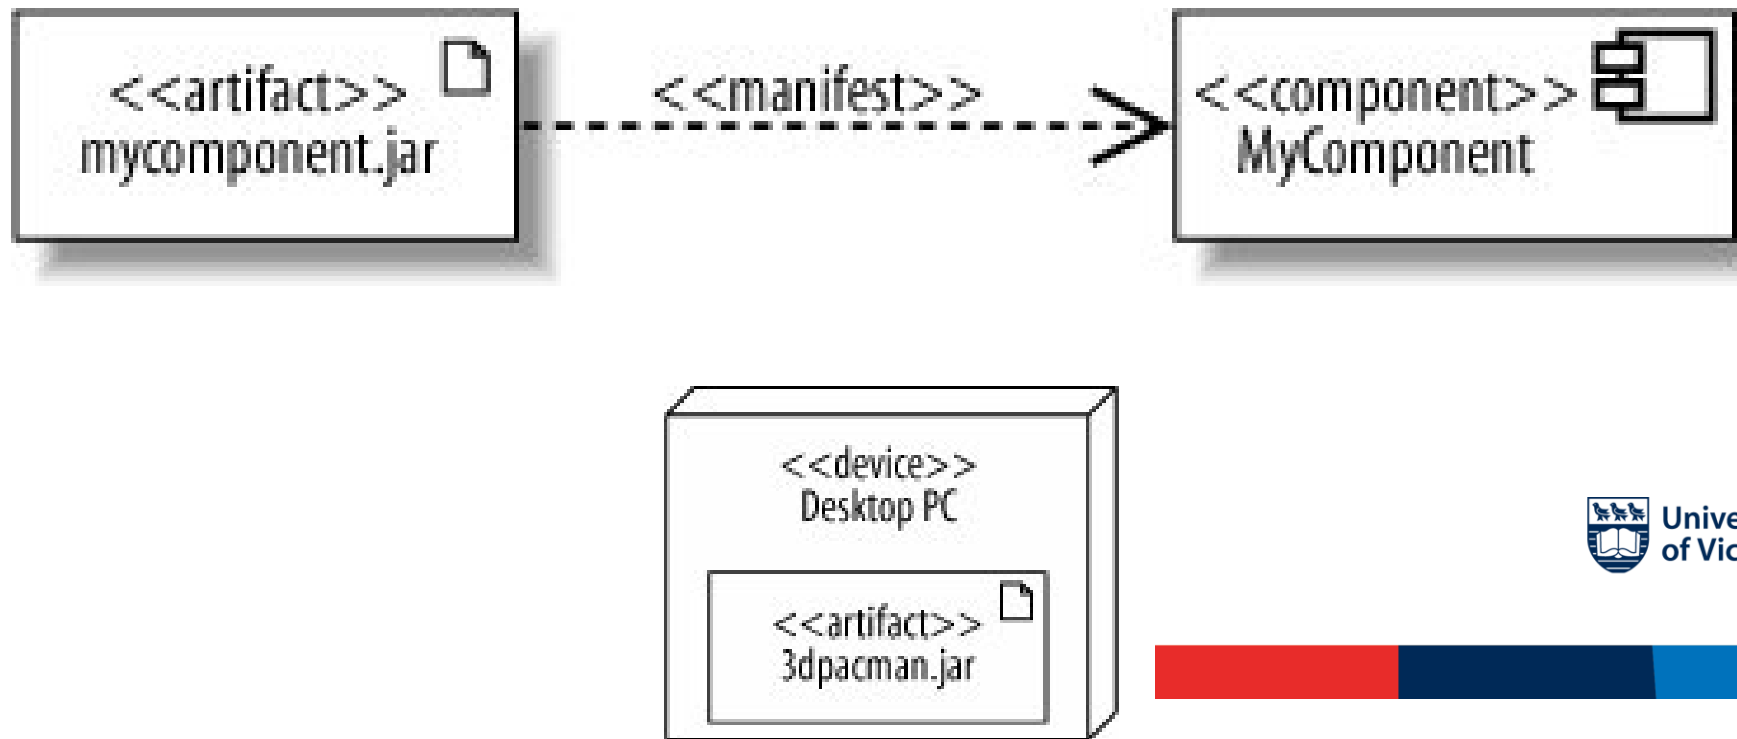 <<artifact>>
mycomponent.jar
<<manifest>>
<<component>>
MyComponent
<<device>>
Desktop PC
<<artifact>>
3dpacman.jar
Unive
of Vic